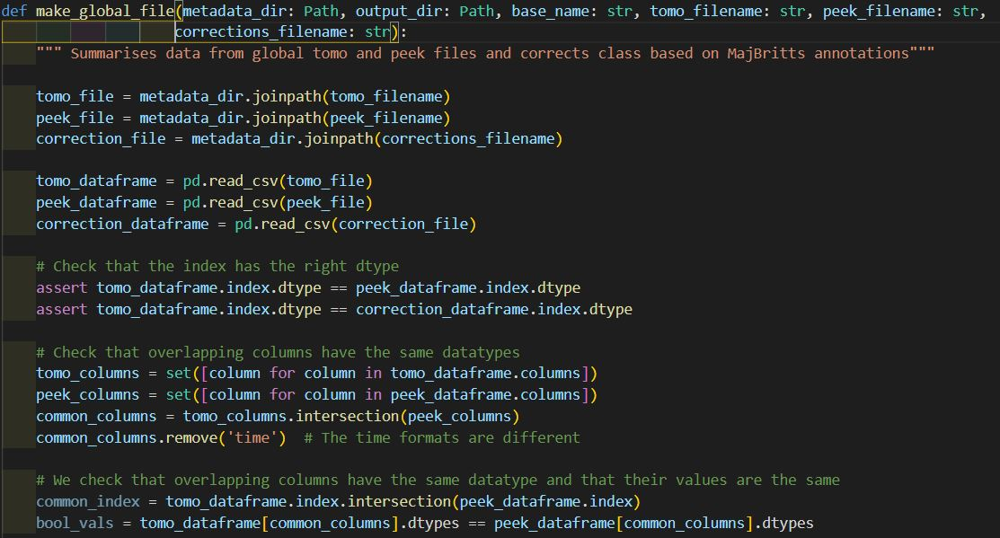 def make_global_file(metadata_dir: Path, output_dir: Path, base_name: str, tomo_filename: str, peek_filename: str,
corrections_filename: str):
""" Summarises data from global tomo and peek files and corrects class based on MajBritts annotations"""
tomo_file = metadata_dir.joinpath(tomo_filename)
peek_file = metadata_dir.joinpath(peek_filename)
correction_file = metadata_dir.joinpath(corrections_filename)
tomo_dataframe = pd.read_csv(tomo_file)
peek_dataframe = pd.read_csv(peek_file)
correction_dataframe = pd.read_csv(correction_file)
# Check that the index has the right dtype
assert tomo_dataframe.index.dtype == peek_dataframe.index.dtype
assert tomo_dataframe.index.dtype == correction_dataframe.index.dtype
# Check that overlapping columns have the same datatypes
tomo_columns = set([column for column in tomo_dataframe.columns])
peek_columns = set([column for column in peek_dataframe.columns])
common_columns = tomo_columns.intersection(peek_columns)
common_columns.remove('time')  # The time formats are different
# We check that overlapping columns have the same datatype and that their values are the same
common_index = tomo_dataframe.index.intersection(peek_dataframe.index)
bool_vals = tomo_dataframe[common_columns].dtypes == peek_dataframe[common_columns].dtypes